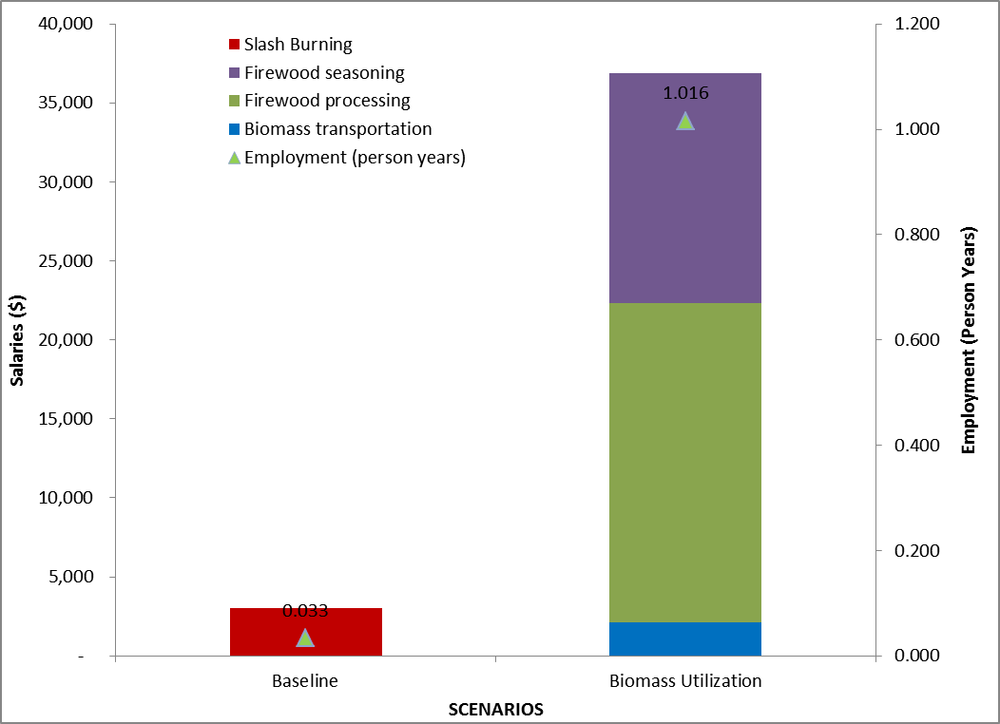 40,000
35,000
30,000
25,000
20,000
15,000
10,000
5,000
-
Salaries ($)
Slash Burning
Firewood seasoning
Firewood processing
Biomass transportation
Employment (person years)
0.033
1.016
1.200
1.000
0.800
0.600
0.400
0.200
0.000
Employment (Person Years)
Baseline
Biomass Utilization
SCENARIOS